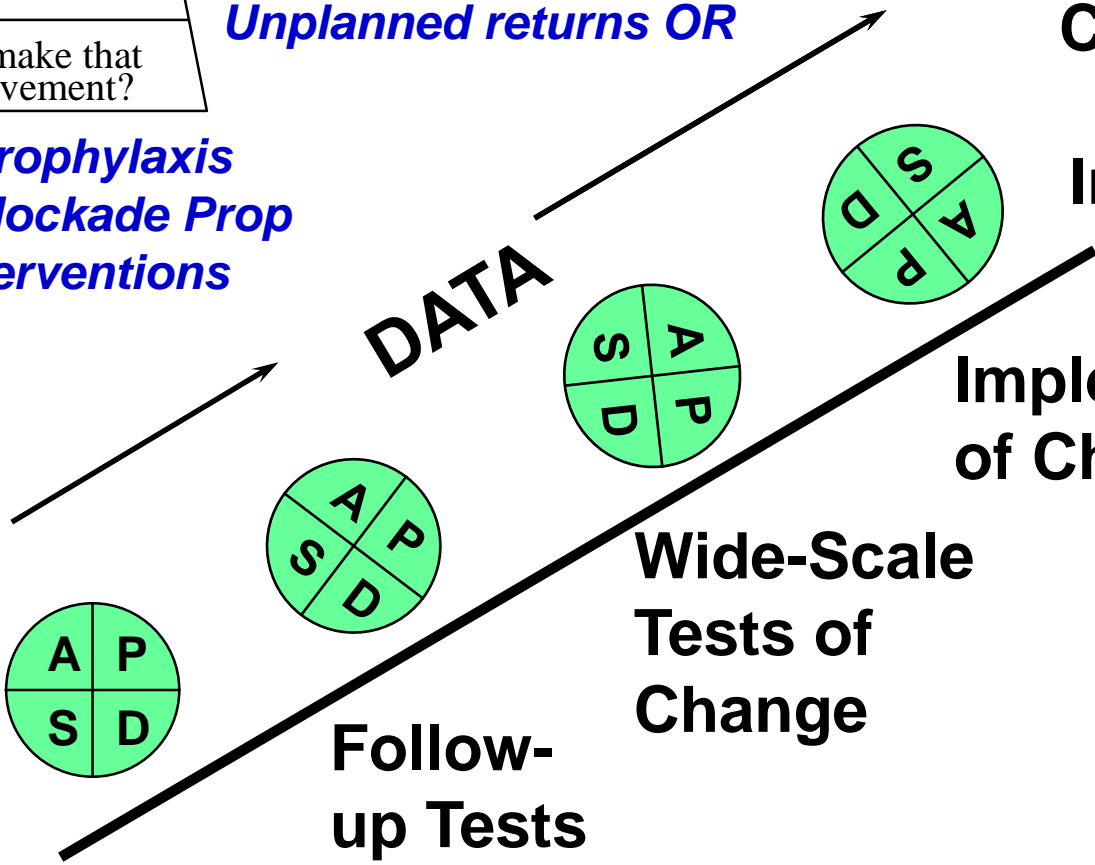 make that
vement?
Unplanned returns OR
rophylaxis
lockade Prop
erventions
DATA
C
In
S
A
P
D
A
P
D
S
Imple
of Ch
A
P
D
S
Wide-Scale
Tests of
Change
A P
S D
Follow-
up Tests